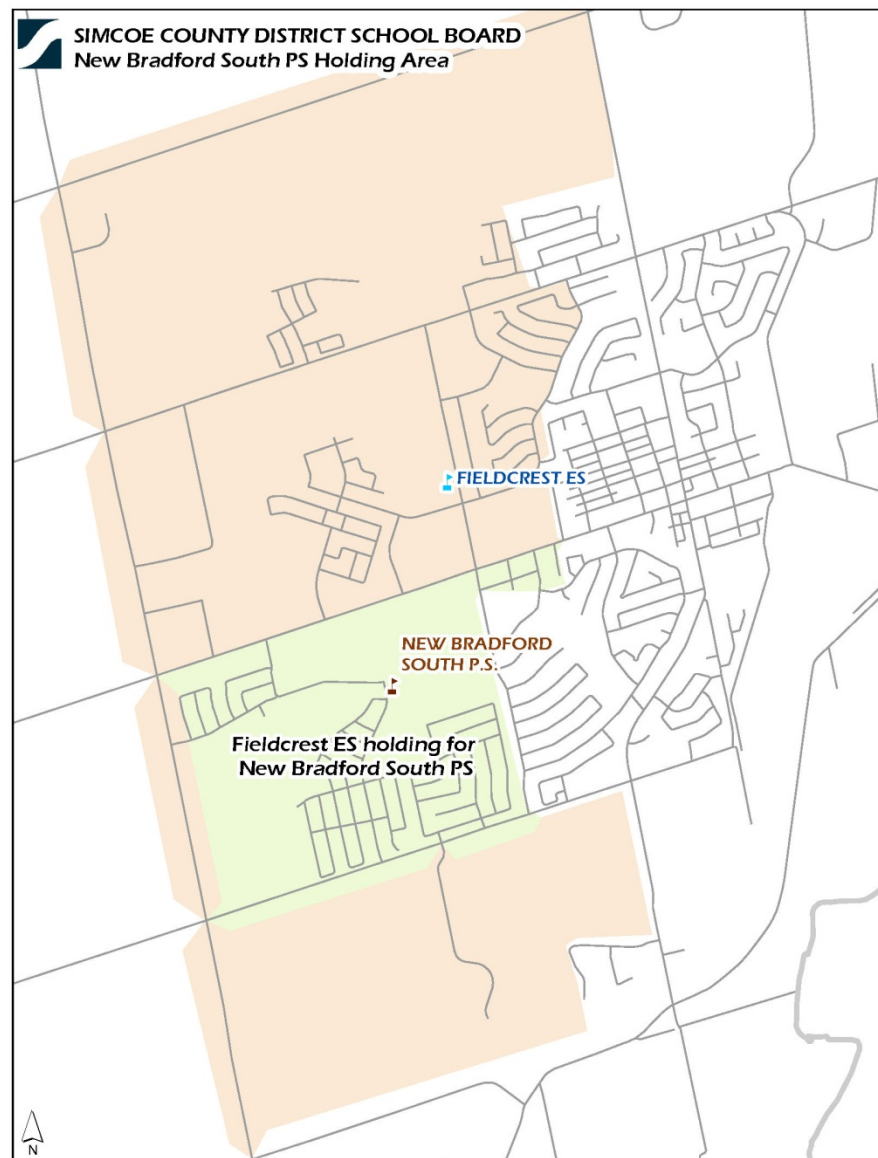 SIMCOE COUNTY DISTRICT SCHOOL BOARD
New Bradford South PS Holding Area
FIELDCREST ES
NEW BRADFORD
SOUTH P.S.
Fieldcrest ES holding for
New Bradford South PS
N